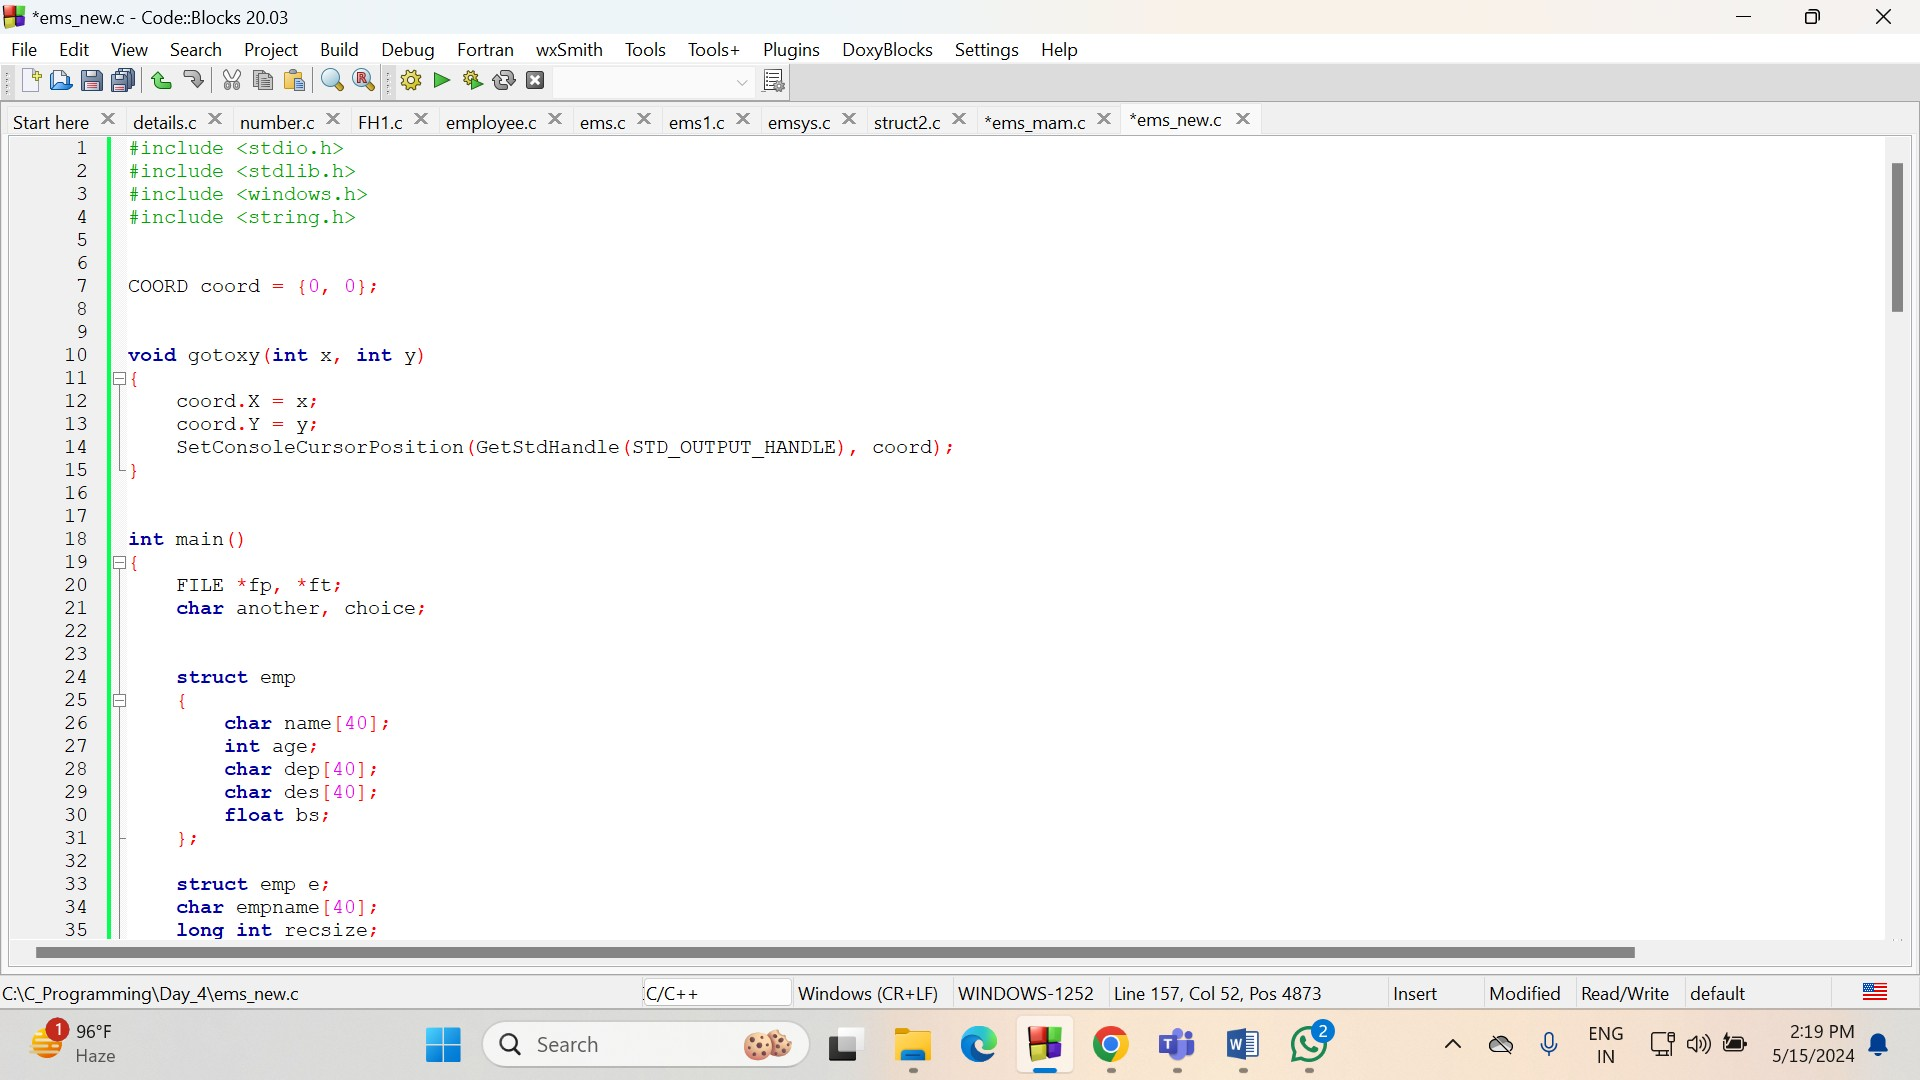 *ems_new.c - Code::Blocks 20.03
File Edit View Search Project Build Debug Fortran wxSmith Tools Tools+ Plugins DoxyBlocks Settings Help
Start here details.c number.c FH1.c employee.c ems.c ems1.c emsys.c struct2.c *ems_mam.c *ems_new.c
1 #include <stdio.h>
2 #include <stdlib.h>
3 #include <windows.h>
4 #include <string.h>
5
6
7 COORD coord = {0, 0};
8
9
10 void gotoxy(int x, int y)
11 {
12 coord.X = x;
13 coord.Y = y;
14 SetConsoleCursorPosition(GetStdHandle(STD_OUTPUT_HANDLE), coord);
15 }
16
17
18 int main()
19 {
20 FILE *fp, *ft;
21 char another, choice;
22
23
24 struct emp
25 {
26 char name[40];
27 int age;
28 char dep[40];
29 char des[40];
30 float bs;
31 };
32
33 struct emp e;
34 char empname[40];
35 long int recsize;
C:\C_Programming\Day_4\ems_new.c C/C++ Windows (CR+LF) WINDOWS-1252 Line 157, Col 52, Pos 4873 Insert Modified Read/Write default
1 96°F
Haze
Search
2
ENG
IN
2:19 PM
5/15/2024